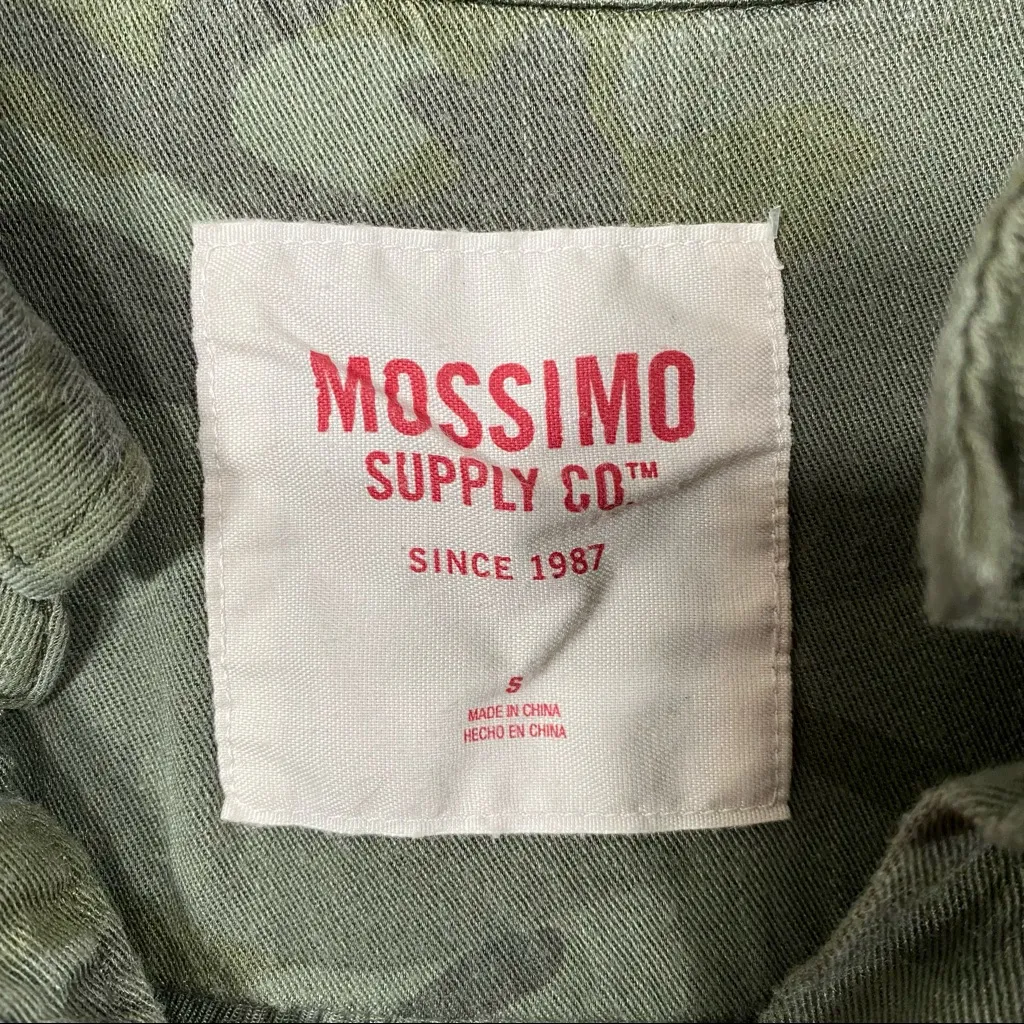 MOSSIMO
SUPPLY CO.™
SINCE 1987
S
MADE IN CHINA
HECHO EN CHINA